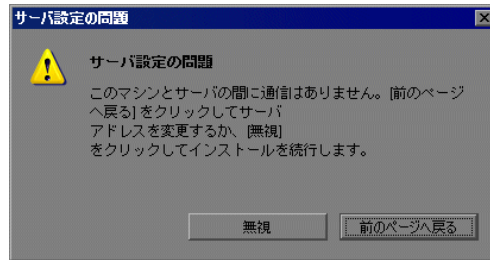 サーバ設定の問題
サーバ設定の問題
このマシンとサーバの間に通信はありません。[前のページ
へ戻る] をクリックしてサーバ
アドレスを変更するか、[無視]
をクリックしてインストールを続行します。
無視
前のページへ戻る